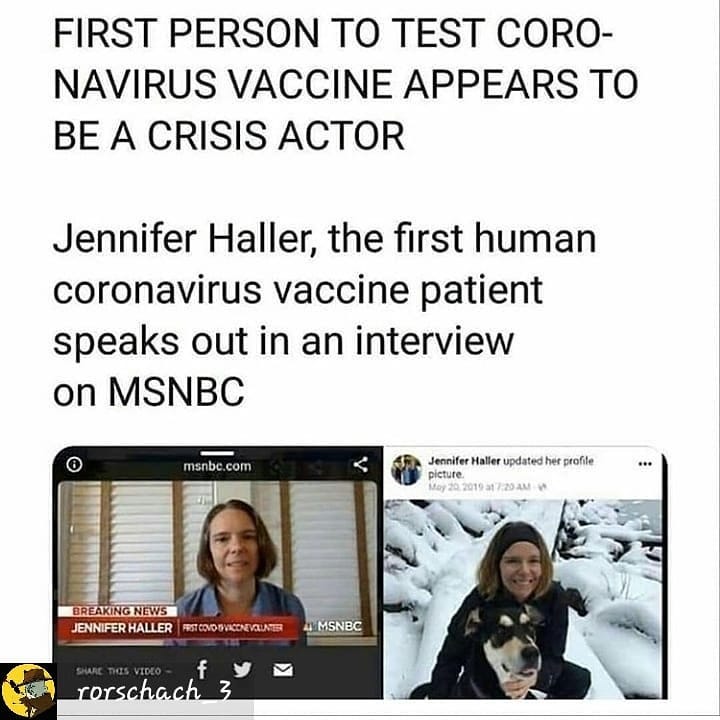 FIRST PERSON TO TEST CORO-
NAVIRUS VACCINE APPEARS TO
BE A CRISIS ACTOR
Jennifer Haller, the first human
coronavirus vaccine patient
speaks out in an interview
on MSNBC
msnbc.com
BREAKING NEWS
JENNIFER HALLER FIRST COVID-19 VACCINE VOLUNTEER
MSNBC
SHARE THIS VIDEO –
Jennifer Haller updated her profile
picture.
May 20, 2019 at 7:20 AM
rorschach_3